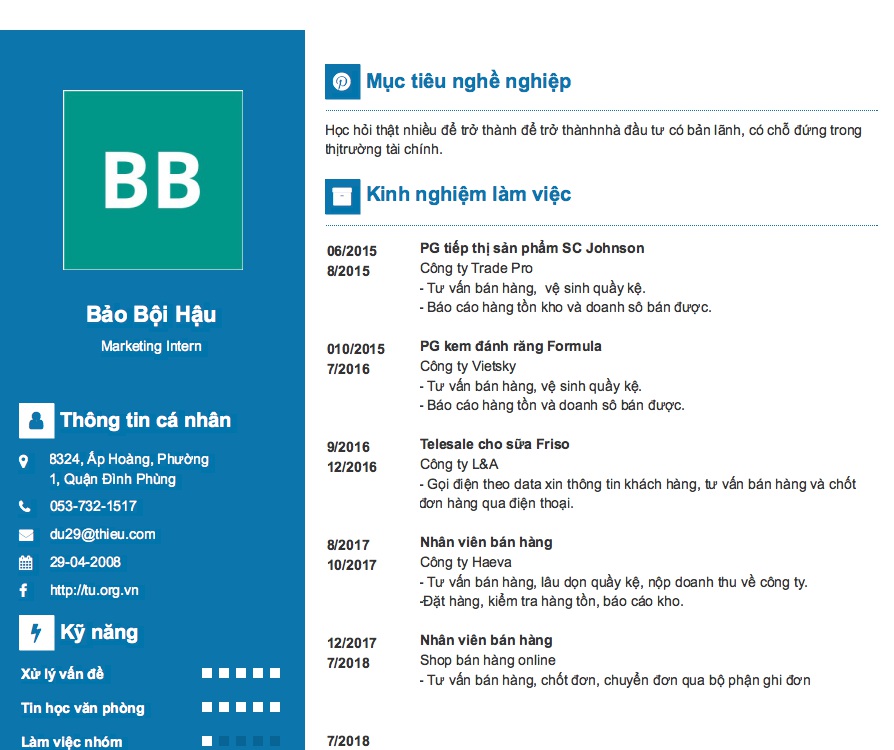 BB
Bảo Bội Hậu
Marketing Intern
Thông tin cá nhân
8324, Ấp Hoàng, Phường
1, Quận Đình Phùng
053-732-1517
du29@thieu.com
29-04-2008
http://tu.org.vn
Kỹ năng
Xử lý vấn đề
Tin học văn phòng
Làm việc nhóm
Mục tiêu nghề nghiệp
Học hỏi thật nhiều để trở thành để trở thànhnhà đầu tư có bản lãnh, có chỗ đứng trong
thịtrường tài chính.
Kinh nghiệm làm việc
06/2015
8/2015
PG tiếp thị sản phẩm SC Johnson
Công ty Trade Pro
- Tư vấn bán hàng,  vệ sinh quầy kệ.
- Báo cáo hàng tồn kho và doanh số bán được.
010/2015
7/2016
PG kem đánh răng Formula
Công ty Vietsky
- Tư vấn bán hàng, vệ sinh quầy kệ.
- Báo cáo hàng tồn và doanh số bán được.
9/2016
12/2016
Telesale cho sữa Friso
Công ty L&A
- Gọi điện theo data xin thông tin khách hàng, tư vấn bán hàng và chốt
đơn hàng qua điện thoại.
8/2017
10/2017
Nhân viên bán hàng
Công ty Haeva
- Tư vấn bán hàng, lâu dọn quầy kệ, nộp doanh thu về công ty.
-Đặt hàng, kiểm tra hàng tồn, báo cáo kho.
12/2017
7/2018
Nhân viên bán hàng
Shop bán hàng online
- Tư vấn bán hàng, chốt đơn, chuyển đơn qua bộ phận ghi đơn
7/2018